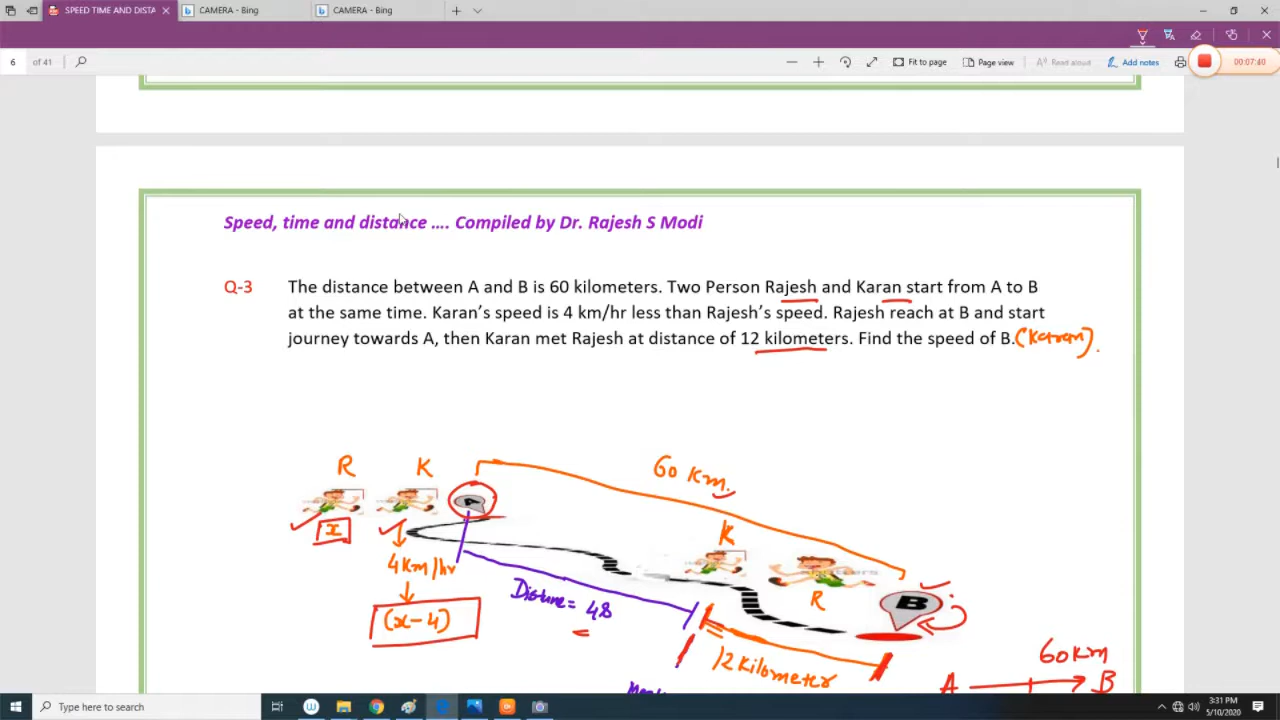 SPEED TIME AND DISTA
CAMERA - Bing
CAMERA - Bing
6 of 41
Fit to page
Page view
Read aloud
Add notes
00:07:40
Speed, time and distance .... Compiled by Dr. Rajesh S Modi
Q-3 The distance between A and B is 60 kilometers. Two Person Rajesh and Karan start from A to B
at the same time. Karan's speed is 4 km/hr less than Rajesh's speed. Rajesh reach at B and start
journey towards A, then Karan met Rajesh at distance of 12 kilometers. Find the speed of B. (Karan).
R K
60 Km.
A
x
K
4 Km/hr
R
B
(x-4)
Distance = 48
12 Kilometer
60 Km
A B
Type here to search
3:31 PM
5/10/2020